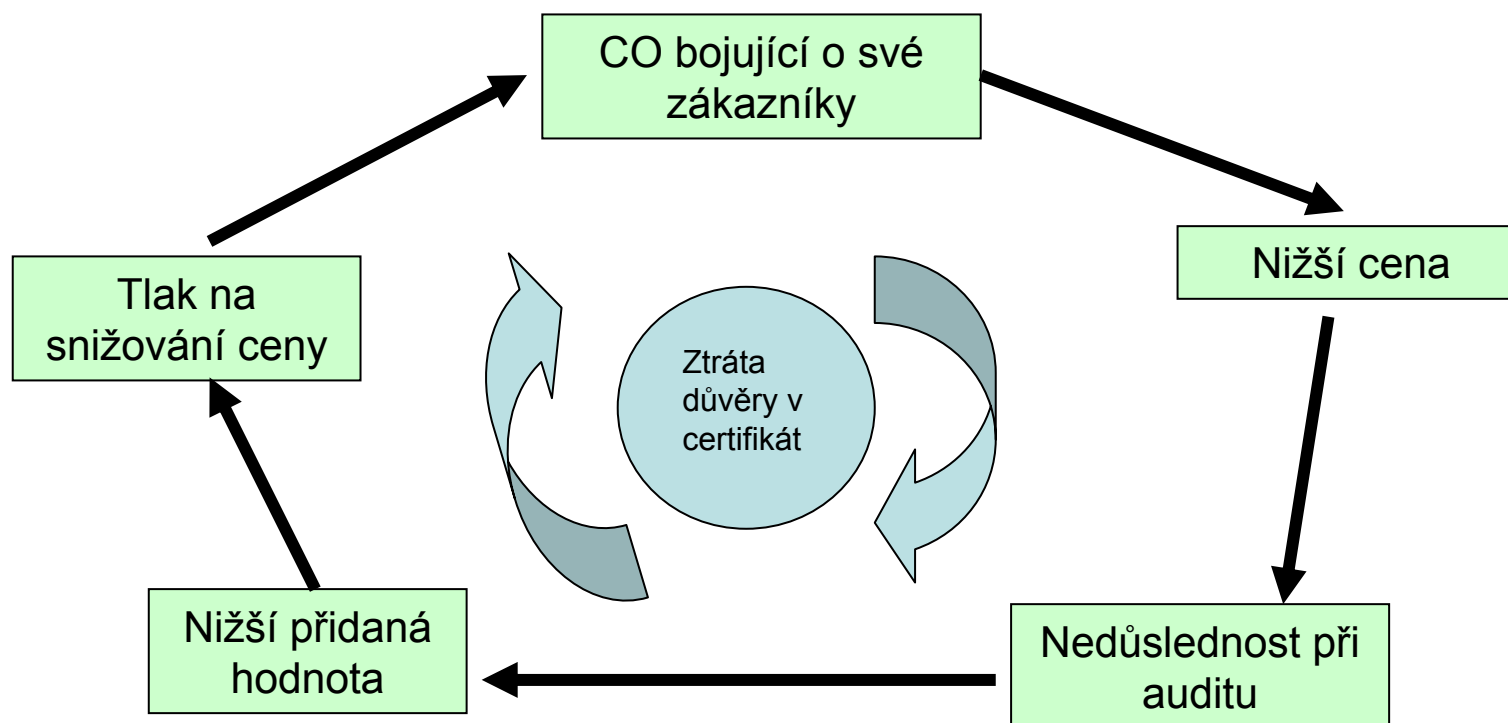 CO bojující o své
zákazníky
Nižší cena
Tlak na
snižování ceny
Ztráta
důvěry v
certifikát
Nižší přidaná
hodnota
Nedůslednost při
auditu